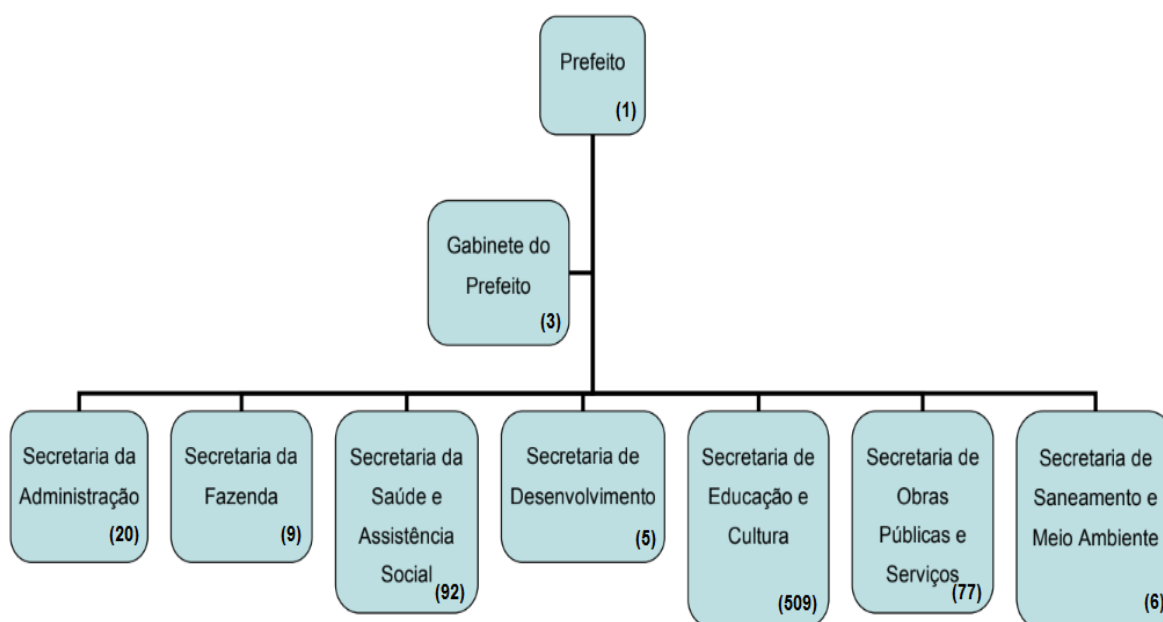 Prefeito
(1)
Gabinete do
Prefeito
(3)
Secretaria da
Administração
(20)
Secretaria da
Fazenda
(9)
Secretaria da
Saúde e
Assistência
Social
(92)
Secretaria de
Desenvolvimento
(5)
Secretaria de
Educação e
Cultura
(509)
Secretaria de
Obras
Públicas e
Serviços
(77)
Secretaria de
Saneamento e
Meio Ambiente
(6)